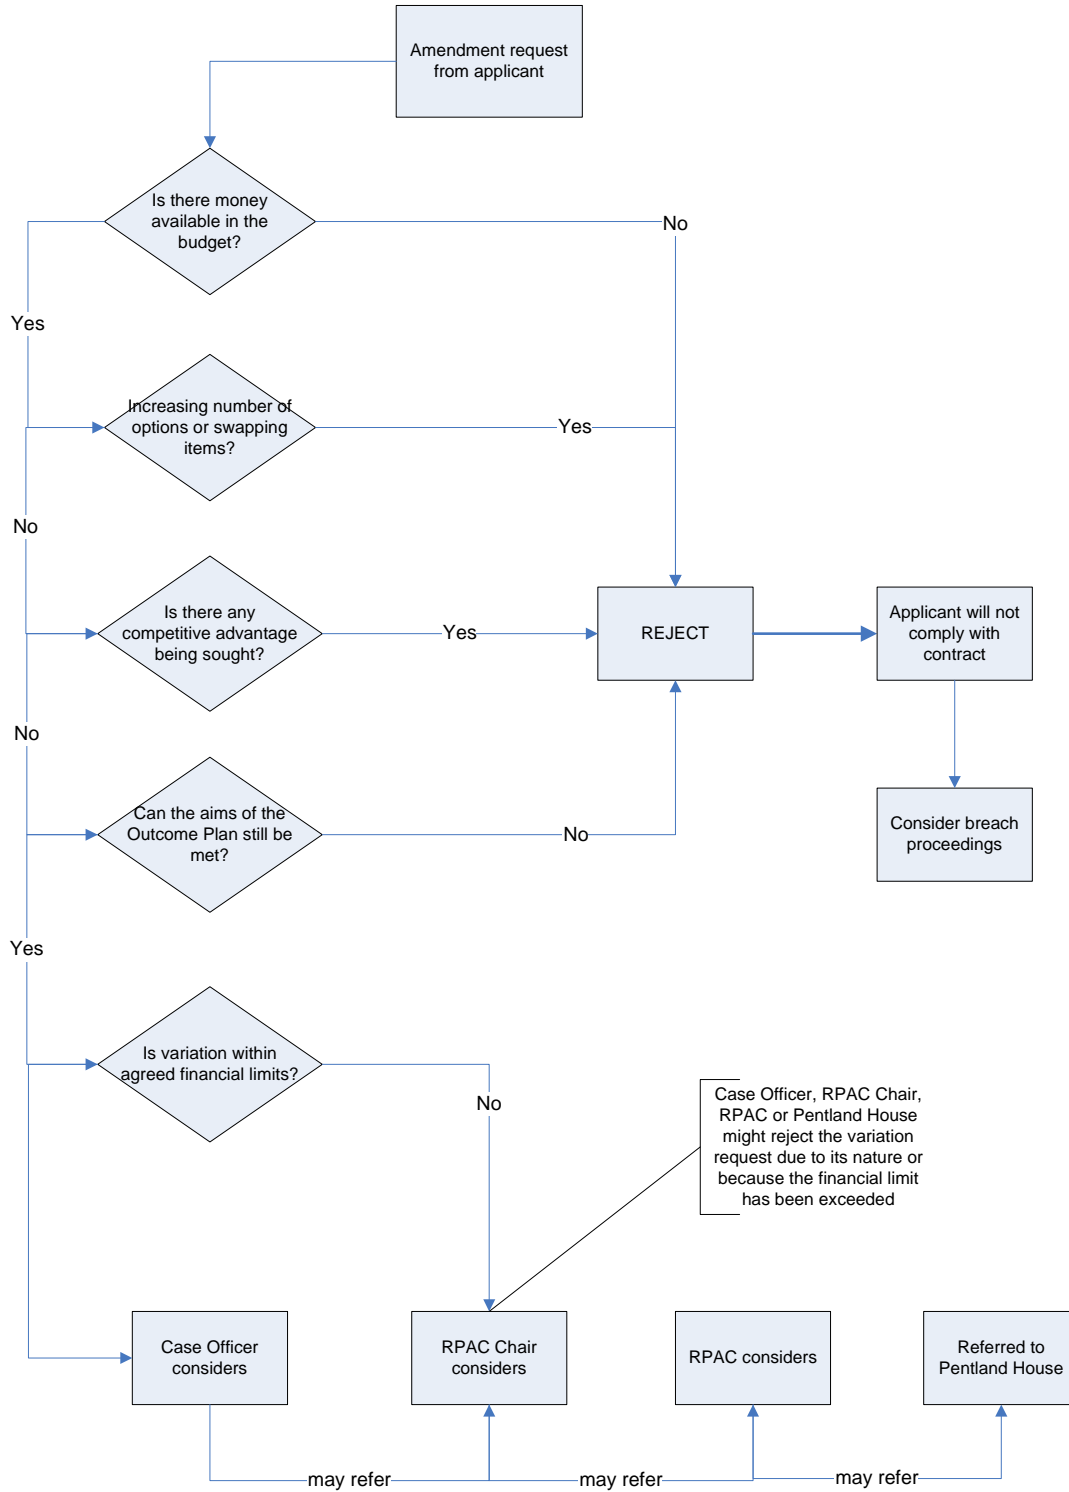 Amendment request
from applicant
Is there money
available in the
budget?
No
Yes
Increasing number of
options or swapping
items?
Yes
No
Is there any
competitive advantage
being sought?
Yes
REJECT
Applicant will not
comply with
contract
No
Can the aims of the
Outcome Plan still be
met?
No
Consider breach
proceedings
Yes
Is variation within
agreed financial limits?
No
Case Officer, RPAC Chair,
RPAC or Pentland House
might reject the variation
request due to its nature or
because the financial limit
has been exceeded
Case Officer
considers
RPAC Chair
considers
RPAC considers
Referred to
Pentland House
may refer
may refer
may refer